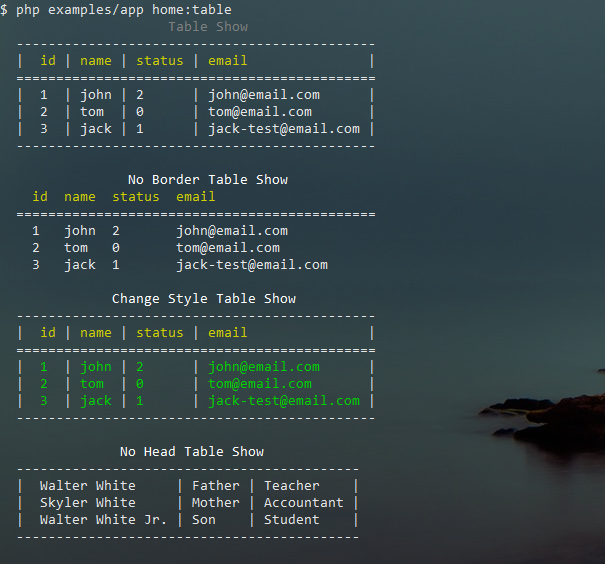 $ php examples/app home:table
                     Table Show
  ---------------------------------------------
  |  id | name | status | email               |
  =============================================
  |  1  | john | 2      | john@email.com      |
  |  2  | tom  | 0      | tom@email.com       |
  |  3  | jack | 1      | jack-test@email.com |
  ---------------------------------------------

                No Border Table Show
    id  name  status  email
  =============================================
    1   john  2       john@email.com
    2   tom   0       tom@email.com
    3   jack  1       jack-test@email.com

              Change Style Table Show
  ---------------------------------------------
  |  id | name | status | email               |
  =============================================
  |  1  | john | 2      | john@email.com      |
  |  2  | tom  | 0      | tom@email.com       |
  |  3  | jack | 1      | jack-test@email.com |
  ---------------------------------------------

               No Head Table Show
  -------------------------------------------
  |  Walter White     | Father | Teacher    |
  |  Skyler White     | Mother | Accountant |
  |  Walter White Jr. | Son    | Student    |
  -------------------------------------------